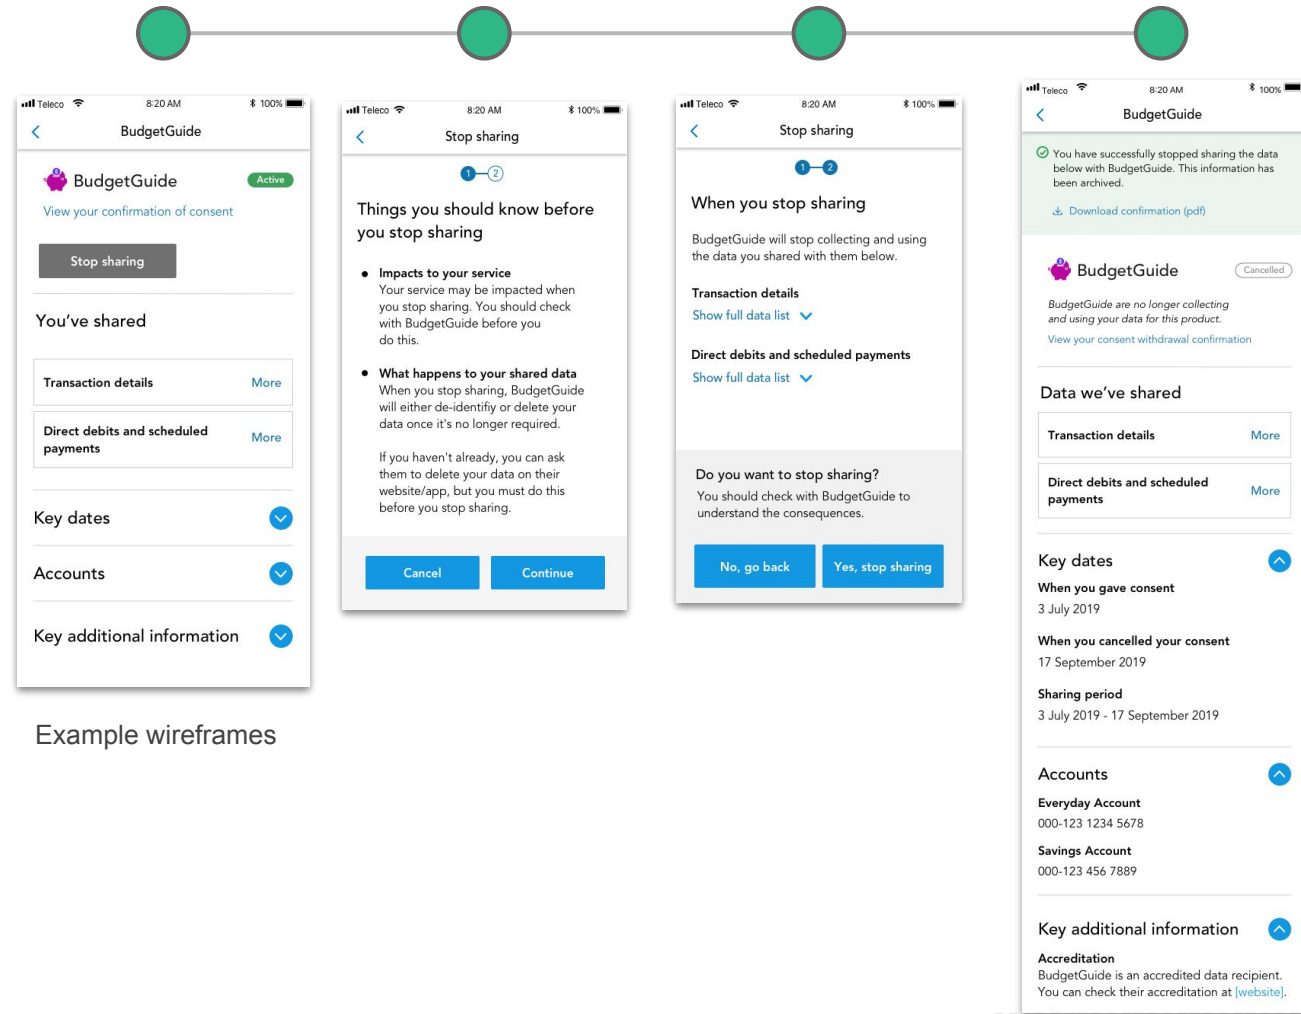 Teleco 8:20 AM 100%
BudgetGuide
BudgetGuide Active
View your confirmation of consent
Stop sharing
You've shared
Transaction details More
Direct debits and scheduled
payments More
Key dates
Accounts
Key additional information
Example wireframes
Teleco 8:20 AM 100%
Stop sharing
1 2
Things you should know before
you stop sharing
• Impacts to your service
Your service may be impacted when
you stop sharing. You should check
with BudgetGuide before you
do this.
• What happens to your shared data
When you stop sharing, BudgetGuide
will either de-identifiy or delete your
data once it's no longer required.
If you haven't already, you can ask
them to delete your data on their
website/app, but you must do this
before you stop sharing.
Cancel Continue
Teleco 8:20 AM 100%
Stop sharing
1 2
When you stop sharing
BudgetGuide will stop collecting and using
the data you shared with them below.
Transaction details
Show full data list
Direct debits and scheduled payments
Show full data list
Do you want to stop sharing?
You should check with BudgetGuide to
understand the consequences.
No, go back Yes, stop sharing
Teleco 8:20 AM 100%
BudgetGuide
You have successfully stopped sharing the data
below with BudgetGuide. This information has
been archived.
Download confirmation (pdf)
BudgetGuide Cancelled
BudgetGuide are no longer collecting
and using your data for this product.
View your consent withdrawal confirmation
Data we've shared
Transaction details More
Direct debits and scheduled
payments More
Key dates
When you gave consent
3 July 2019
When you cancelled your consent
17 September 2019
Sharing period
3 July 2019 - 17 September 2019
Accounts
Everyday Account
000-123 1234 5678
Savings Account
000-123 456 7889
Key additional information
Accreditation
BudgetGuide is an accredited data recipient.
You can check their accreditation at [website].